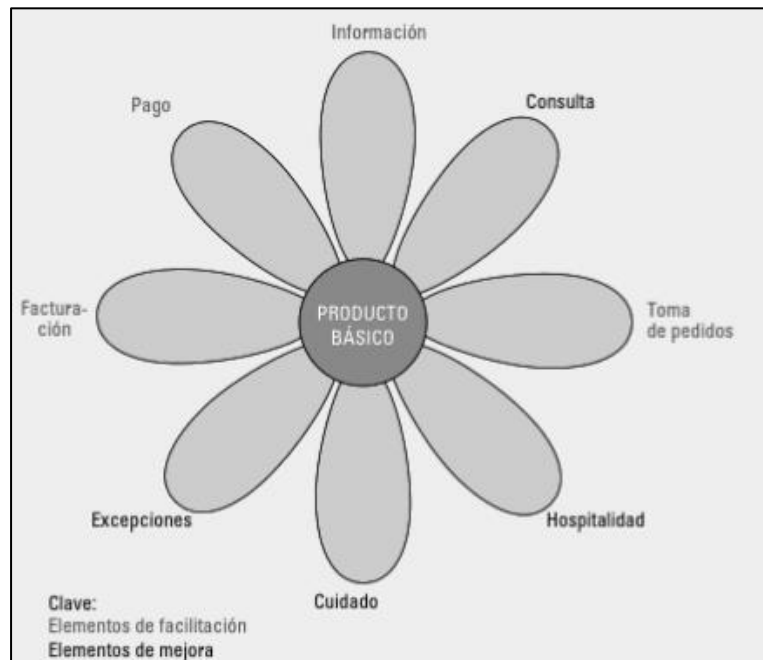 Información
Consulta
Pago
Toma
de pedidos
Factura-
ción
PRODUCTO
BÁSICO
Hospitalidad
Excepciones
Cuidado
Clave:
Elementos de facilitación
Elementos de mejora